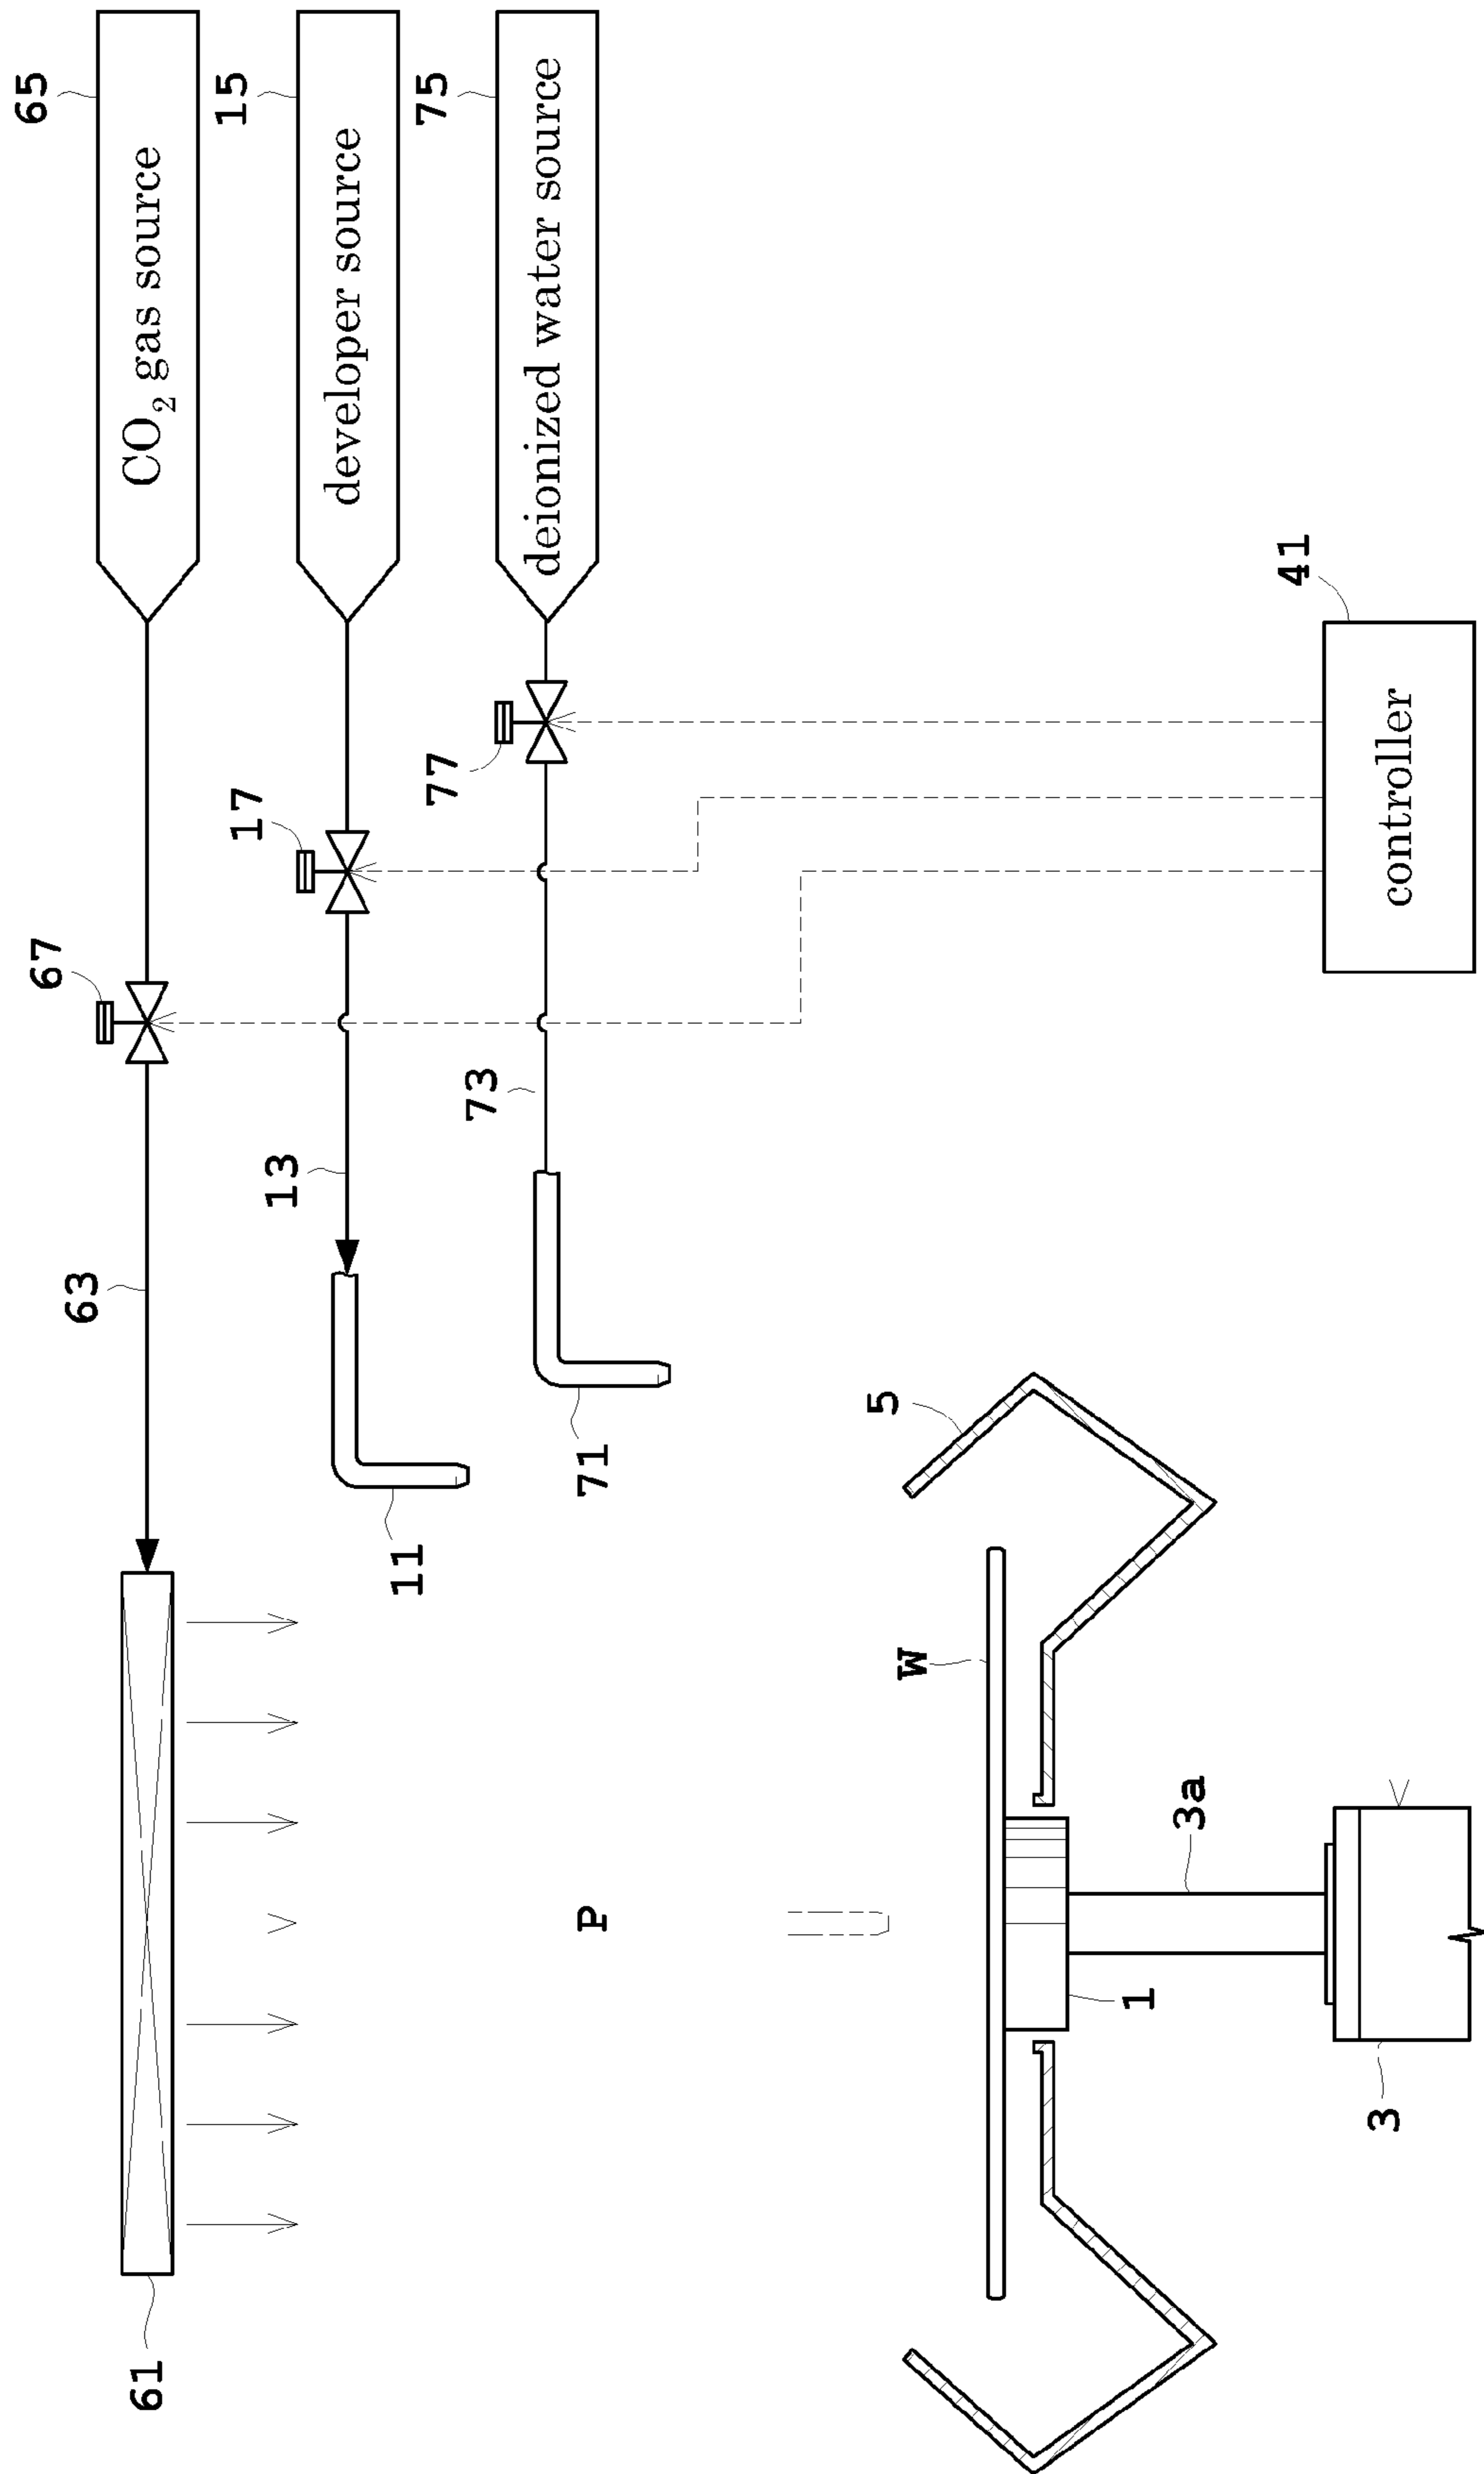 65
CO₂ gas source
67
63
61
15
developer source
17
13
11
75
deionized water source
77
73
71
P
5
W
1
3a
3
41
controller